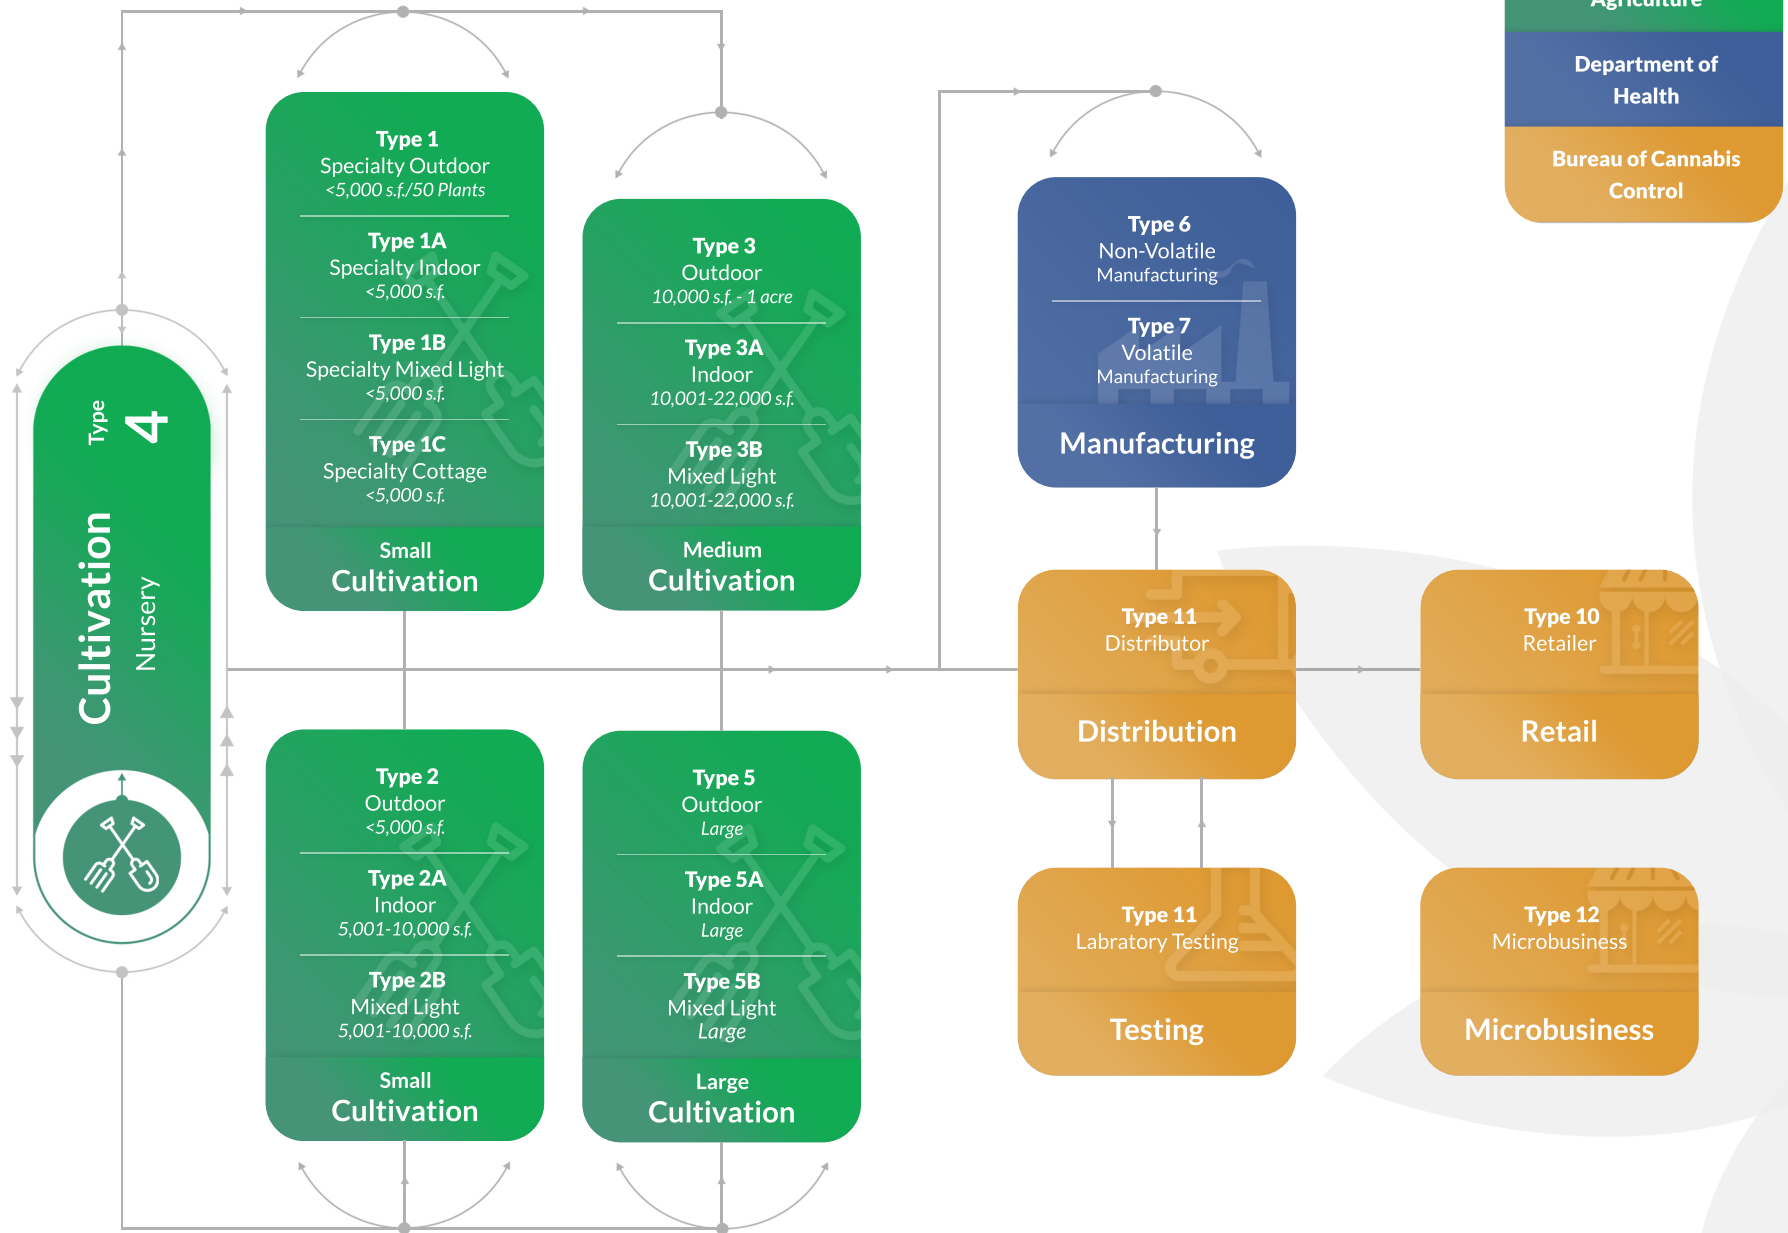 Agriculture
Department of
Health
Bureau of Cannabis
Control
Type
4
Cultivation
Nursery
Type 1
Specialty Outdoor
<5,000 s.f./50 Plants
Type 1A
Specialty Indoor
<5,000 s.f.
Type 1B
Specialty Mixed Light
<5,000 s.f.
Type 1C
Specialty Cottage
<5,000 s.f.
Small
Cultivation
Type 3
Outdoor
10,000 s.f. - 1 acre
Type 3A
Indoor
10,001-22,000 s.f.
Type 3B
Mixed Light
10,001-22,000 s.f.
Medium
Cultivation
Type 6
Non-Volatile
Manufacturing
Type 7
Volatile
Manufacturing
Manufacturing
Type 11
Distributor
Distribution
Type 10
Retailer
Retail
Type 2
Outdoor
<5,000 s.f.
Type 2A
Indoor
5,001-10,000 s.f.
Type 2B
Mixed Light
5,001-10,000 s.f.
Small
Cultivation
Type 5
Outdoor
Large
Type 5A
Indoor
Large
Type 5B
Mixed Light
Large
Large
Cultivation
Type 11
Labratory Testing
Testing
Type 12
Microbusiness
Microbusiness